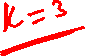 K = 3